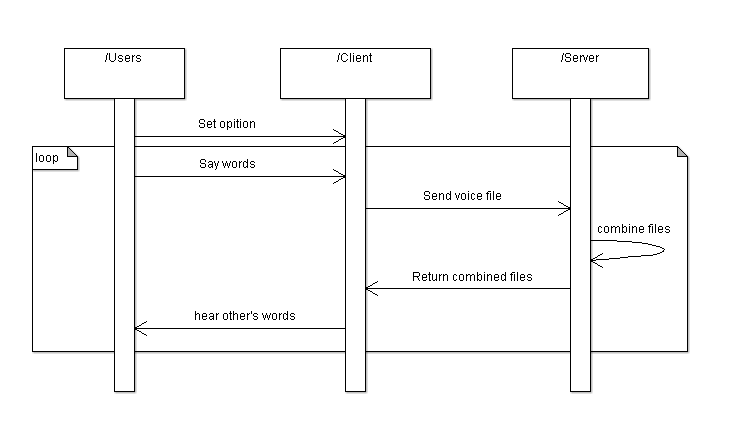 /Users
/Client
/Server
Set opition
loop
Say words
Send voice file
combine files
Return combined files
hear other's words